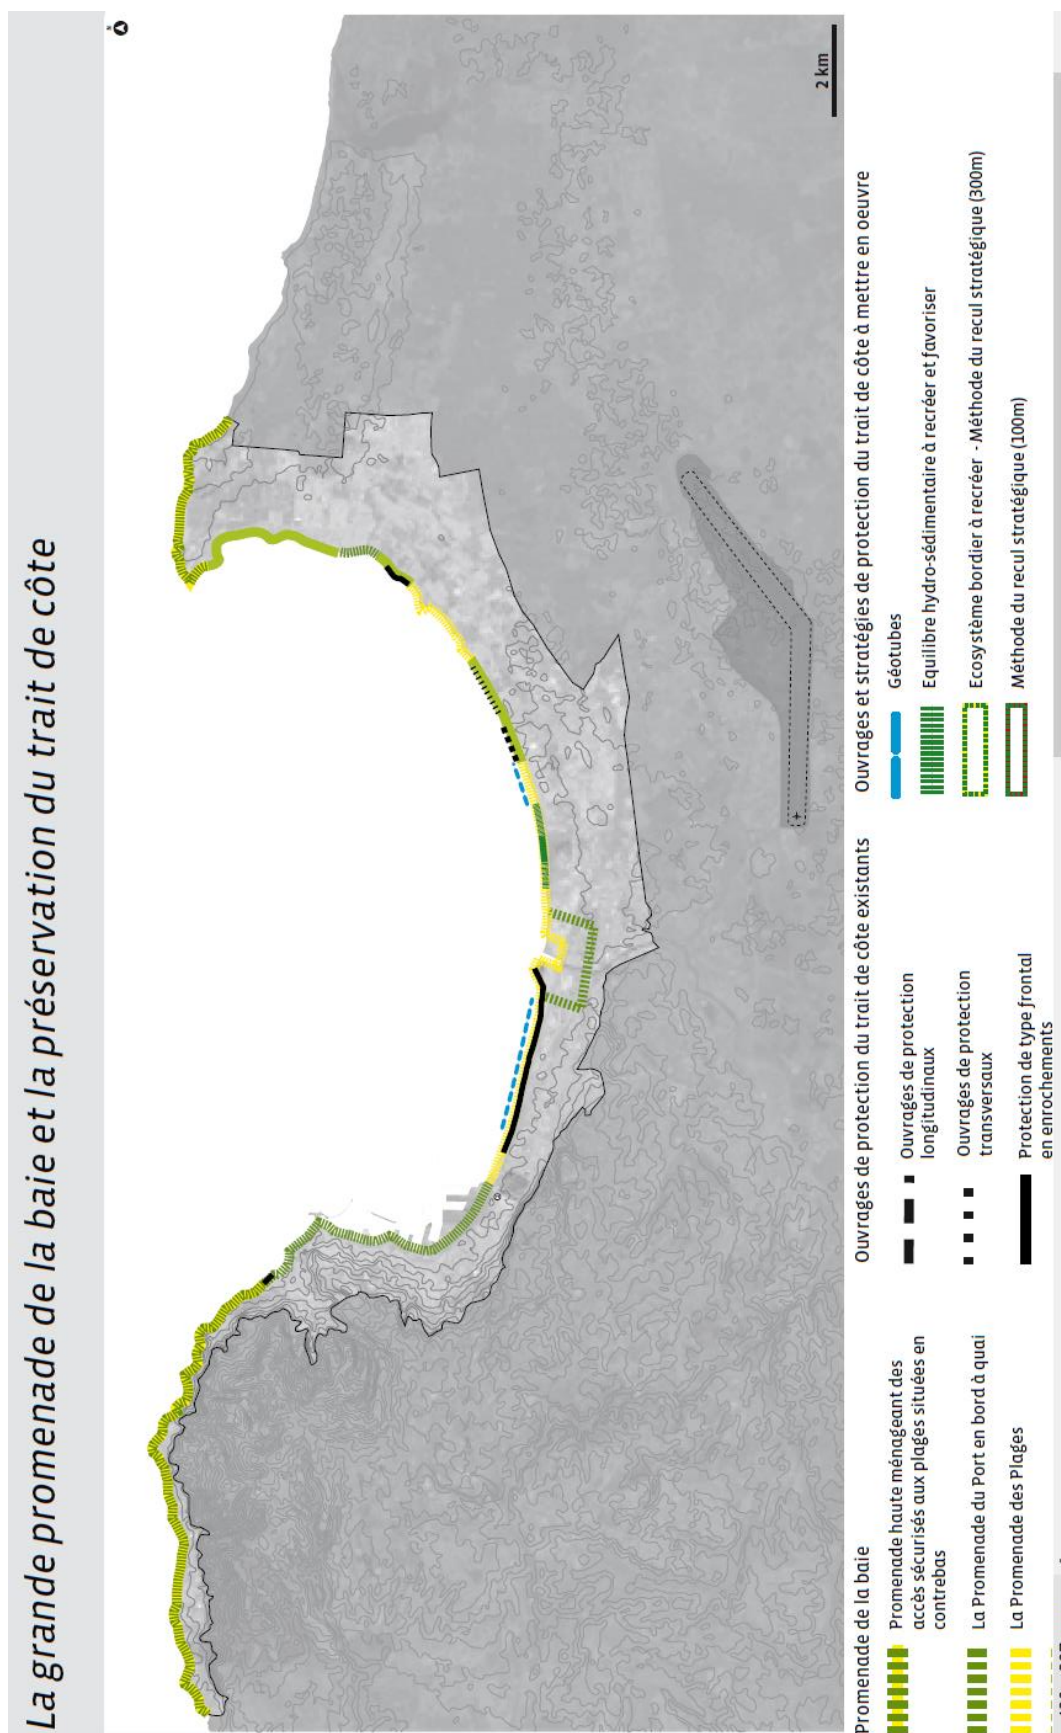 La grande promenade de la baie et la préservation du trait de côte
N
2 km
Promenade de la baie
Promenade haute ménageant des
accès sécurisés aux plages situées en
contrebas
La Promenade du Port en bord à quai
La Promenade des Plages
Ouvrages de protection du trait de côte existants
Ouvrages de protection
longitudinaux
Ouvrages de protection
transversaux
Protection de type frontal
en enrochements
Ouvrages et stratégies de protection du trait de côte à mettre en oeuvre
Géotubes
Equilibre hydro-sédimentaire à recréer et favoriser
Ecosystème bordier à recréer - Méthode du recul stratégique (300m)
Méthode du recul stratégique (100m)